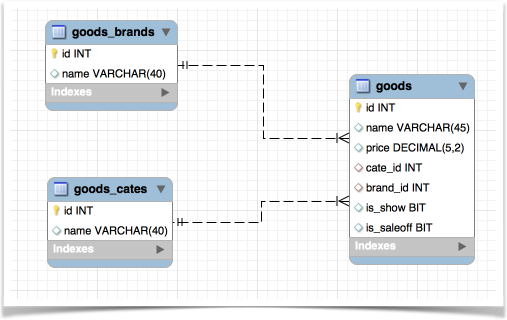 goods_brands
id INT
name VARCHAR(40)
Indexes
goods_cates
id INT
name VARCHAR(40)
Indexes
goods
id INT
name VARCHAR(45)
price DECIMAL(5,2)
cate_id INT
brand_id INT
is_show BIT
is_saleoff BIT
Indexes